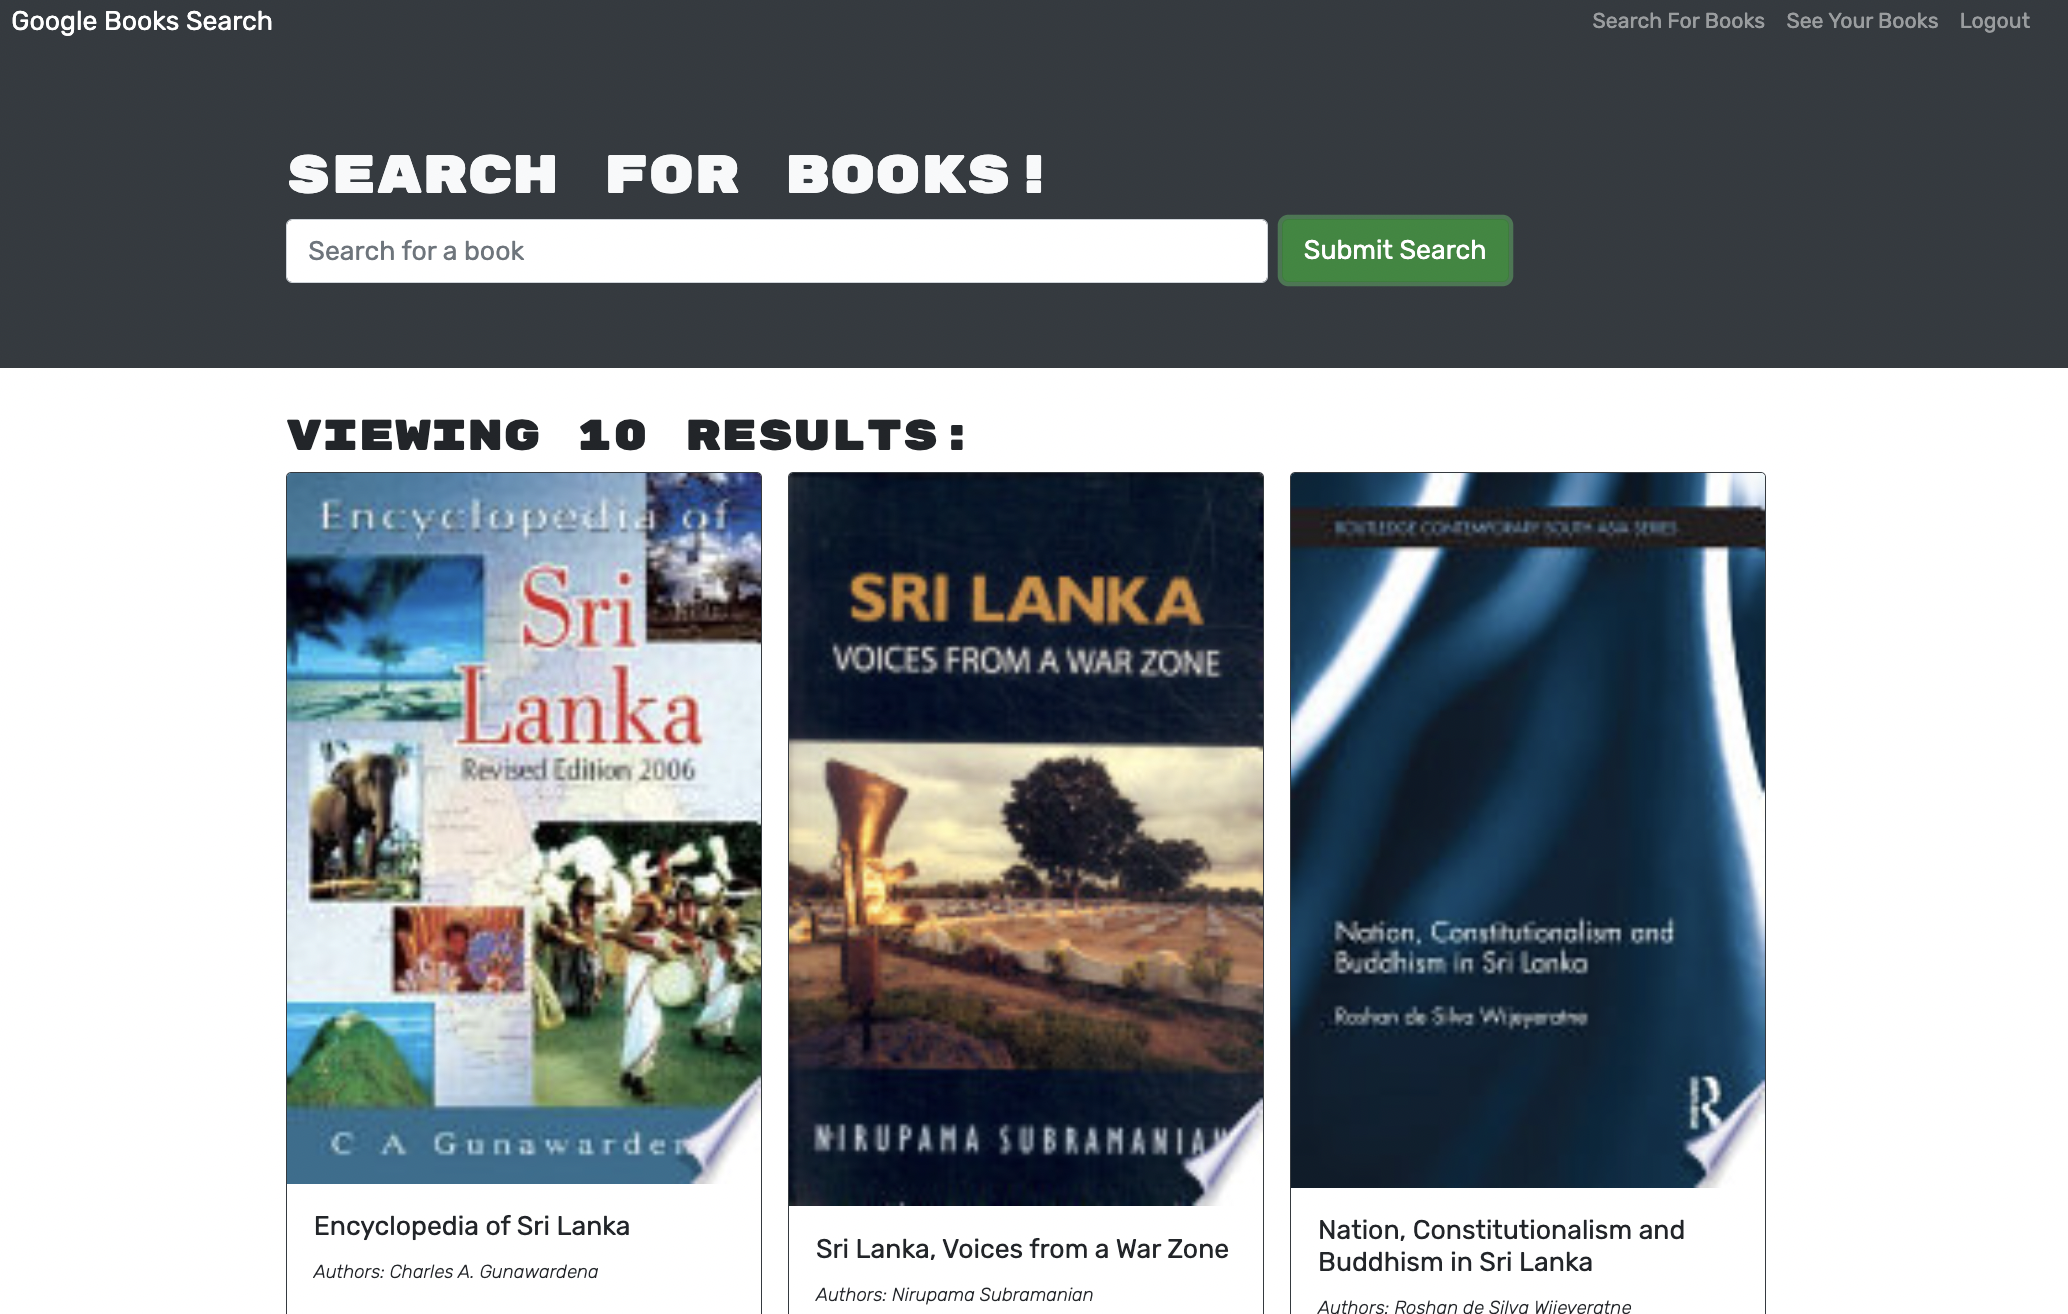 Google Books Search
Search For Books See Your Books Logout
SEARCH FOR BOOKS!
Search for a book
Submit Search
VIEWING 10 RESULTS:
Encyclopedia of
Sri
Lanka
Revised Edition 2006
C A Gunawarden
Encyclopedia of Sri Lanka
Authors: Charles A. Gunawardena
SRI LANKA
VOICES FROM A WAR ZONE
NIRUPAMA SUBRAMANIAN
Sri Lanka, Voices from a War Zone
Authors: Nirupama Subramanian
ROUTLEDGE CONTEMPORARY SOUTH ASIA SERIES
Nation, Constitutionalism and
Buddhism in Sri Lanka
Roshan de Silva Wijeyeratne
R
Nation, Constitutionalism and
Buddhism in Sri Lanka
Authors: Roshan de Silva Wijeyeratne